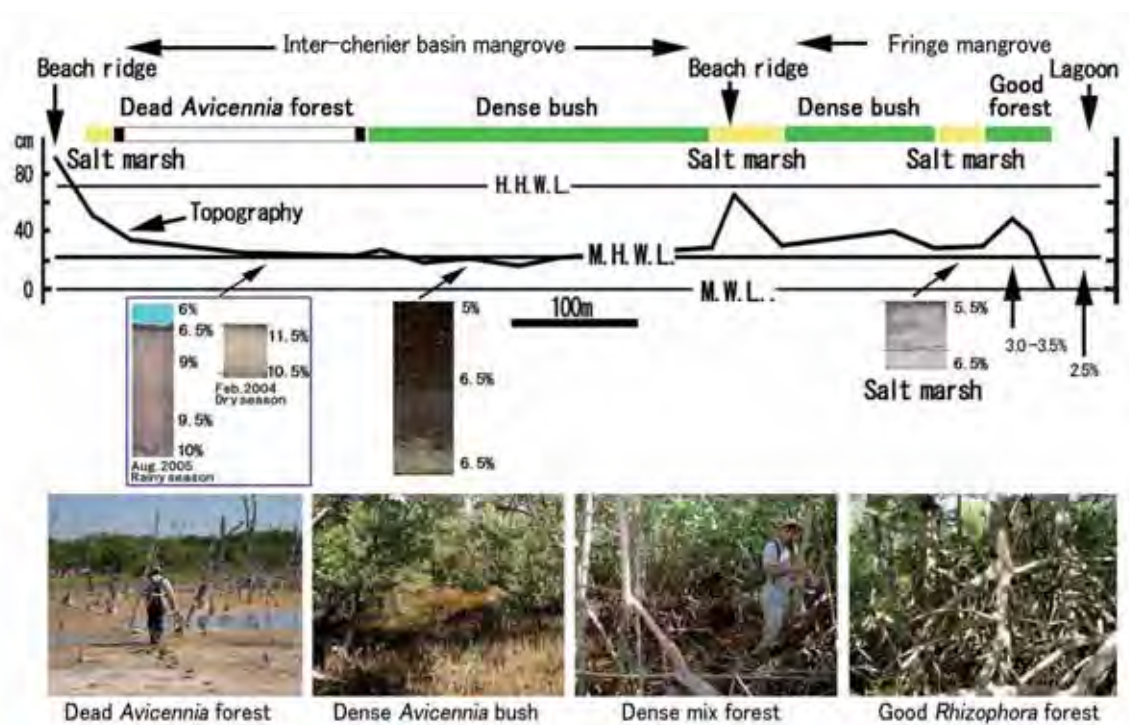 Inter-chenier basin mangrove
Fringe mangrove
Beach ridge
Beach ridge
Lagoon
Dead Avicennia forest
Dense bush
Dense bush
Good
forest
cm
Salt marsh
Salt marsh
Salt marsh
80
H.H.W.L.
Topography
40
M.H.W.L.
0
M.W.L..
100m
6%
6.5%
9%
9.5%
10%
Aug.2005
Rainy season
11.5%
10.5%
Feb.2004
Dry season
5%
6.5%
6.5%
5.5%
6.5%
Salt marsh
3.0-3.5%
2.5%
Dead Avicennia forest
Dense Avicennia bush
Dense mix forest
Good Rhizophora forest